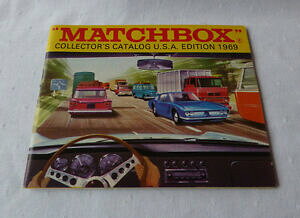 "MATCHBOX"
COLLECTOR'S CATALOG U.S.A. EDITION 1969